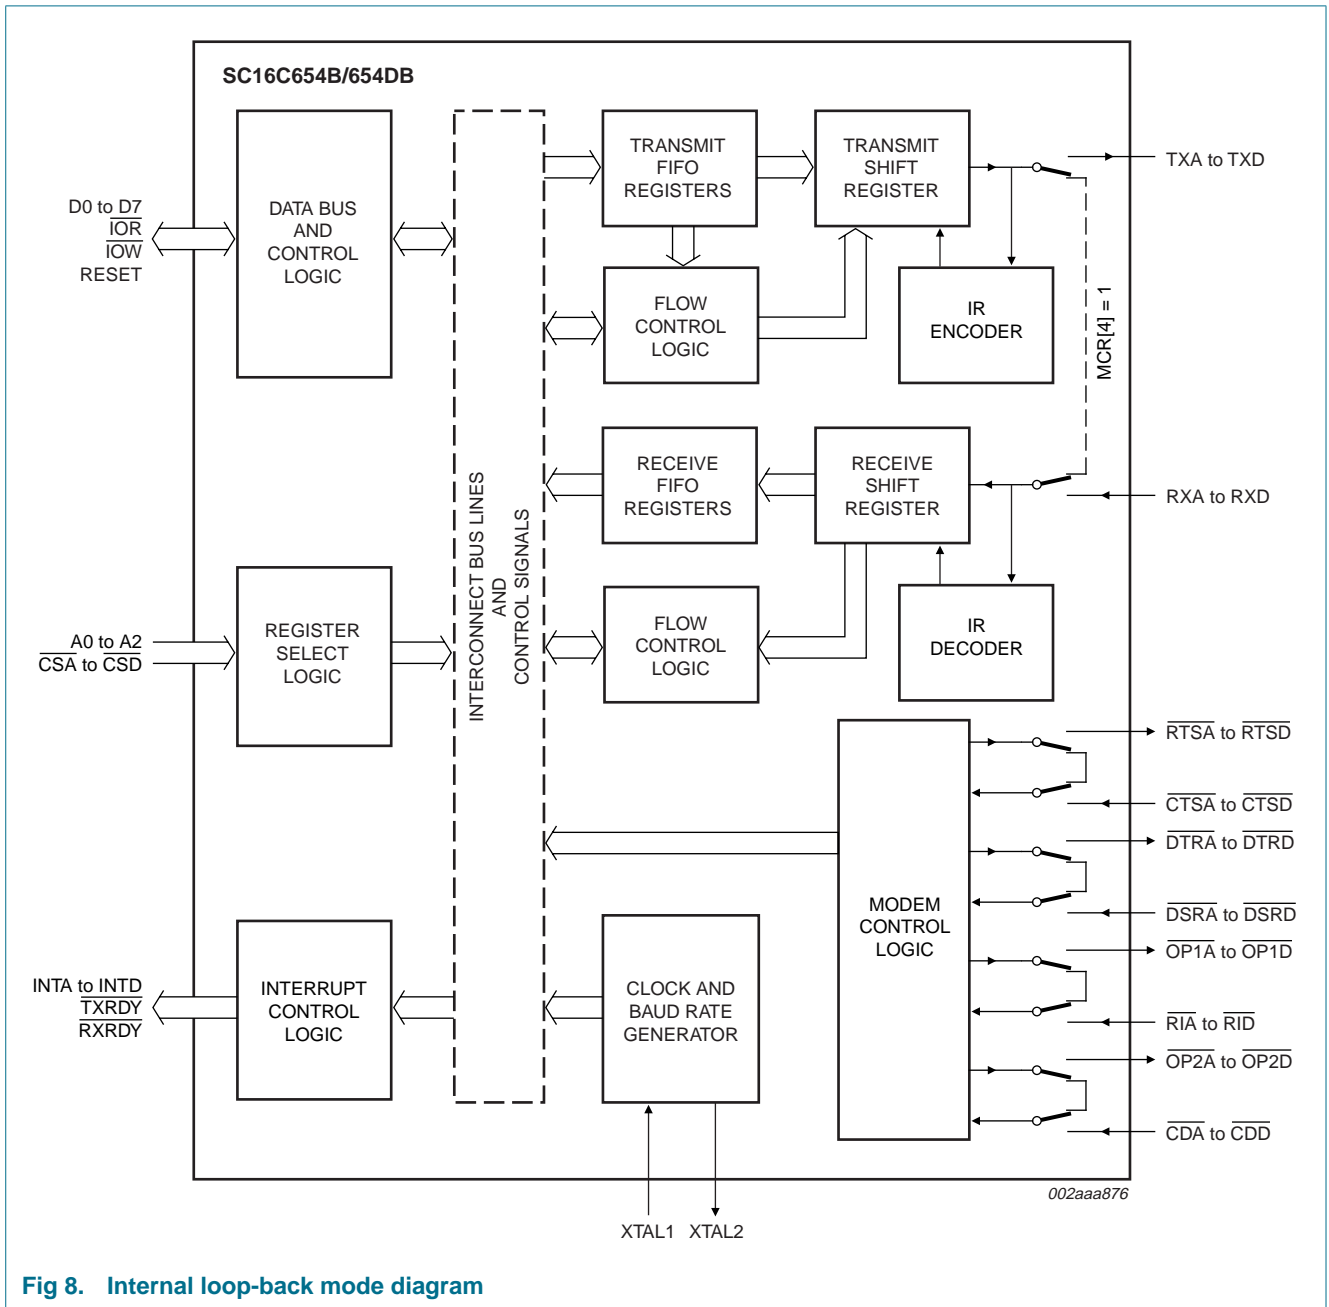 SC16C654B/654DB
D0 to D7
IOR
IOW
RESET
DATA BUS
AND
CONTROL
LOGIC
TRANSMIT
FIFO
REGISTERS
TRANSMIT
SHIFT
REGISTER
TXA to TXD
FLOW
CONTROL
LOGIC
IR
ENCODER
MCR[4] = 1
RECEIVE
FIFO
REGISTERS
RECEIVE
SHIFT
REGISTER
RXA to RXD
INTERCONNECT BUS LINES
AND
CONTROL SIGNALS
A0 to A2
CSA to CSD
REGISTER
SELECT
LOGIC
FLOW
CONTROL
LOGIC
IR
DECODER
RTSA to RTSD
CTSA to CTSD
DTRA to DTRD
DSRA to DSRD
OP1A to OP1D
RIA to RID
OP2A to OP2D
CDA to CDD
MODEM
CONTROL
LOGIC
INTA to INTD
TXRDY
RXRDY
INTERRUPT
CONTROL
LOGIC
CLOCK AND
BAUD RATE
GENERATOR
XTAL1 XTAL2
002aaa876
Fig 8. Internal loop-back mode diagram